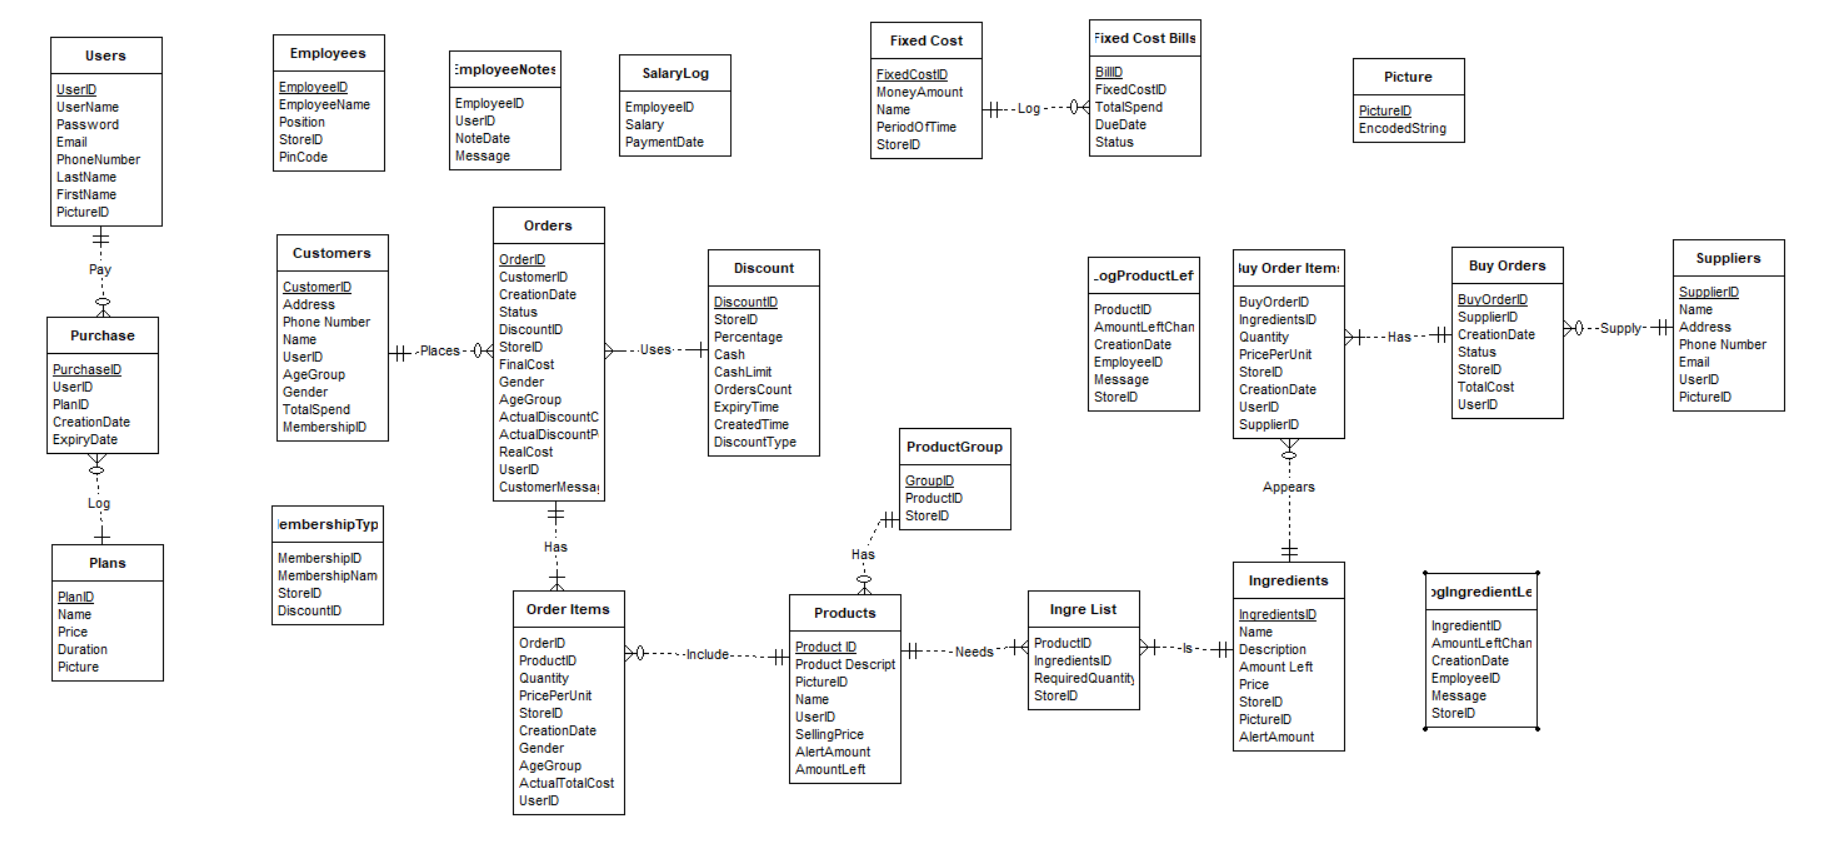 Users
UserID
UserName
Password
Email
PhoneNumber
LastName
FirstName
PictureID
Pay
Purchase
PurchaseID
UserID
PlanID
CreationDate
ExpiryDate
Log
Plans
PlanID
Name
Price
Duration
Picture
Employees
EmployeeID
EmployeeName
Position
StoreID
PinCode
EmployeeNotes
EmployeeID
UserID
NoteDate
Message
SalaryLog
EmployeeID
Salary
PaymentDate
Fixed Cost
FixedCostID
MoneyAmount
Name
PeriodOfTime
StoreID
Log
Fixed Cost Bills
BillID
FixedCostID
TotalSpend
DueDate
Status
Picture
PictureID
EncodedString
Customers
CustomerID
Address
Phone Number
Name
UserID
AgeGroup
Gender
TotalSpend
MembershipID
Places
Orders
OrderID
CustomerID
CreationDate
Status
DiscountID
StoreID
FinalCost
Gender
AgeGroup
ActualDiscountC
ActualDiscountP
RealCost
UserID
CustomerMessa
Uses
Discount
DiscountID
StoreID
Percentage
Cash
CashLimit
OrdersCount
ExpiryTime
CreatedTime
DiscountType
embershipTyp
MembershipID
MembershipNam
StoreID
DiscountID
Has
Order Items
OrderID
ProductID
Quantity
PricePerUnit
StoreID
CreationDate
Gender
AgeGroup
ActualTotalCost
UserID
Include
ProductGroup
GroupID
ProductID
StoreID
Has
Products
Product ID
Product Descript
PictureID
Name
UserID
SellingPrice
AlertAmount
AmountLeft
Needs
Ingre List
ProductID
IngredientsID
RequiredQuantity
StoreID
Is
LogProductLef
ProductID
AmountLeftChan
CreationDate
EmployeeID
Message
StoreID
Buy Order Items
BuyOrderID
IngredientsID
Quantity
PricePerUnit
StoreID
CreationDate
UserID
SupplierID
Has
Buy Orders
BuyOrderID
SupplierID
CreationDate
Status
StoreID
TotalCost
UserID
Supply
Suppliers
SupplierID
Name
Address
Phone Number
Email
UserID
PictureID
Appears
Ingredients
IngredientsID
Name
Description
Amount Left
Price
StoreID
PictureID
AlertAmount
ogIngredientLe
IngredientID
AmountLeftChan
CreationDate
EmployeeID
Message
StoreID